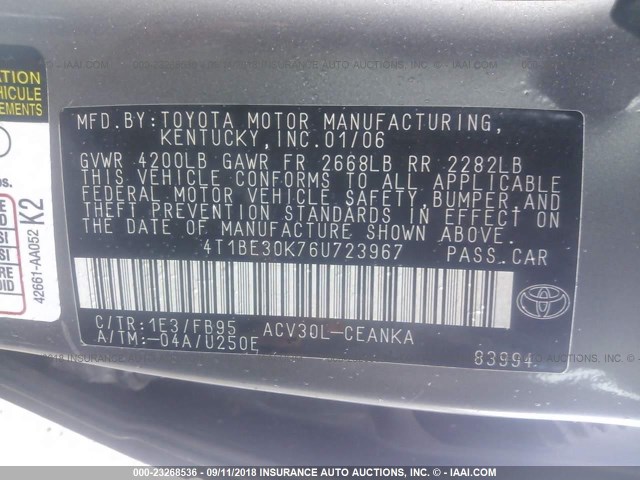 MFD.BY:TOYOTA MOTOR MANUFACTURING,
KENTUCKY, INC.01/06
GVWR 4200LB GAWR FR 2668LB RR 2282LB
THIS VEHICLE CONFORMS TO ALL APPLICABLE
FEDERAL MOTOR VEHICLE SAFETY, BUMPER, AND
THEFT PREVENTION STANDARDS IN EFFECT ON
THE DATE OF MANUFACTURE SHOWN ABOVE.
4T1BE30K76U723967 PASS.CAR
C/TR:1E3/FB95 ACV30L-CEANKA
A/TM:-04A/U250E
83994
42661-AA052 K2
VEHICULE
000-23268536 - 09/11/2018 INSURANCE AUTO AUCTIONS - IAAI.COM